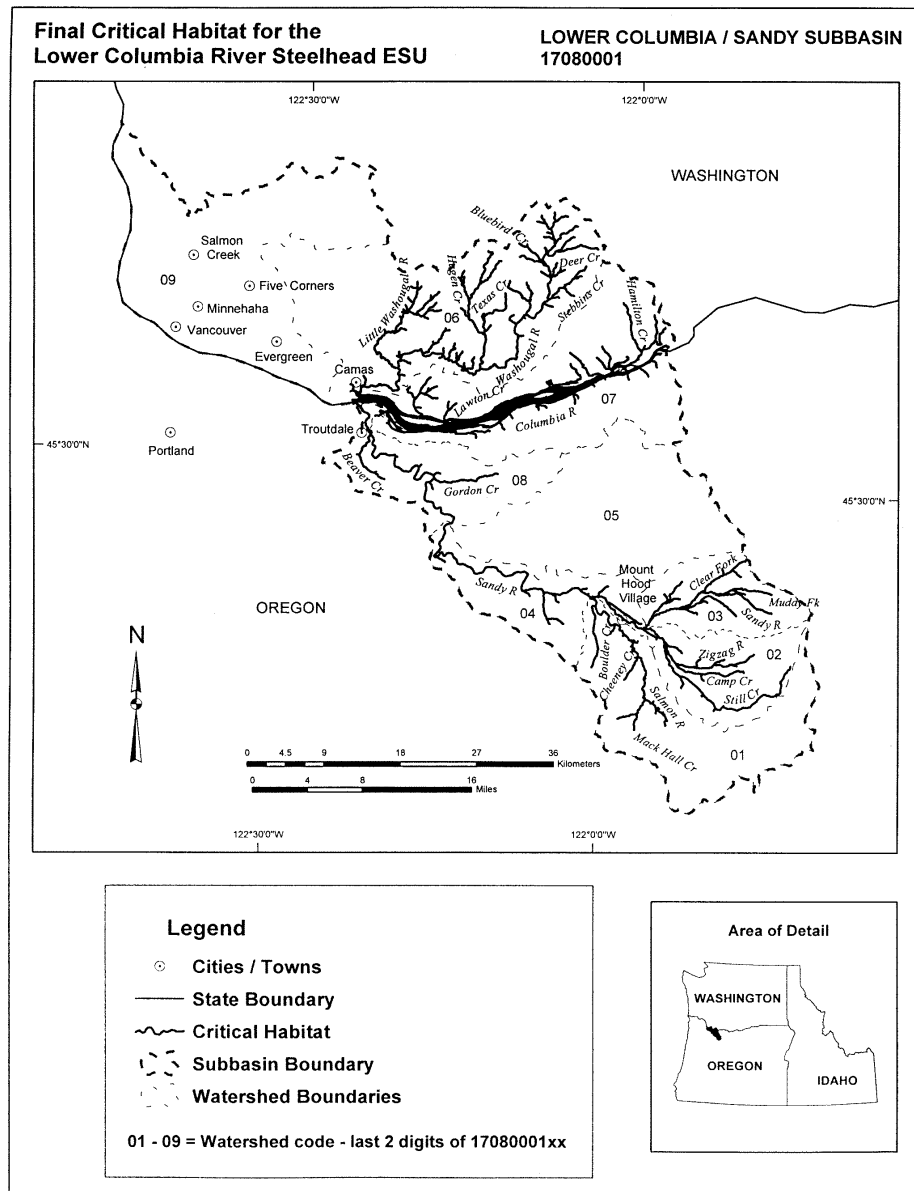 Final Critical Habitat for the
Lower Columbia River Steelhead ESU
LOWER COLUMBIA / SANDY SUBBASIN
17080001
122°30'0"W
122°0'0"W
WASHINGTON
Bluebird Cr
Deer Cr
Salmon
Creek
Hagen Cr
Texas Cr
Stebbins Cr
Hamilton Cr
Little Washougal R
09
Five Corners
06
Minnehaha
Vancouver
Evergreen
Washougal R
Camas
Lawton Cr
07
Columbia R
Troutdale
45°30'0"N
Portland
Beaver Cr
08
Gordon Cr
45°30'0"N
05
Mount
Hood
Village
Clear Fork
Sandy R
Muddy Fk
OREGON
04
03
Sandy R
N
Boulder Cr
Cheeney Cr
Zigzag R
02
Camp Cr
Still Cr
Salmon R
Mack Hall Cr
01
0 4.5 9 18 27 36
Kilometers
0 4 8 16
Miles
122°30'0"W
122°0'0"W
Legend
Cities / Towns
State Boundary
Critical Habitat
Subbasin Boundary
Watershed Boundaries
01 - 09 = Watershed code - last 2 digits of 17080001xx
Area of Detail
WASHINGTON
OREGON
IDAHO